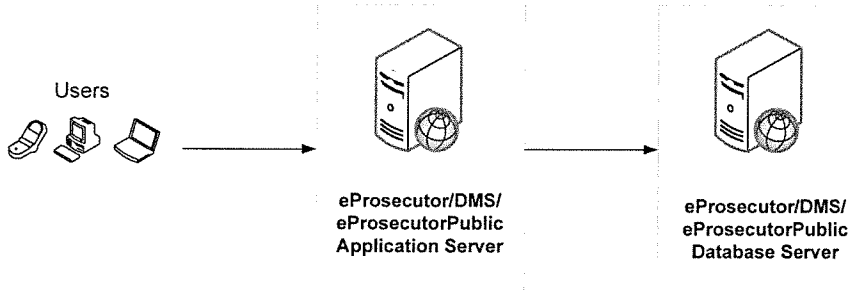 Users
eProsecutor/DMS/
eProsecutorPublic
Application Server
eProsecutor/DMS/
eProsecutorPublic
Database Server